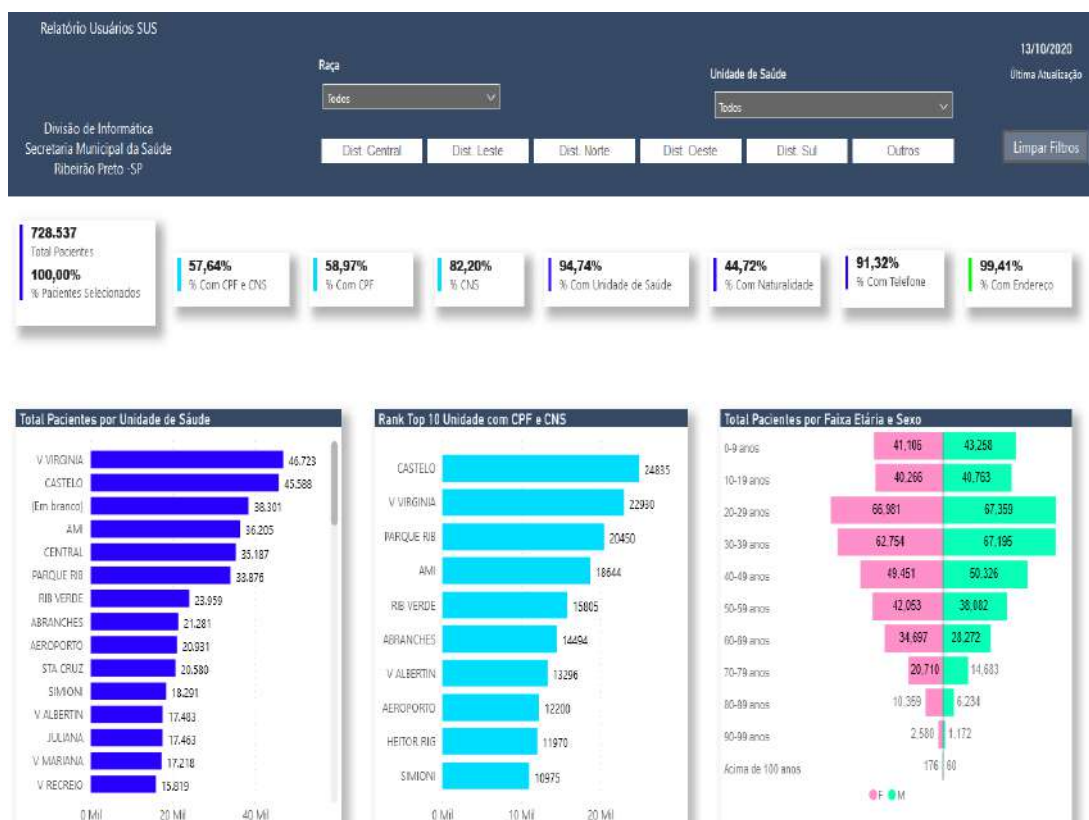 Relatório Usuários SUS
Divisão de Informática
Secretaria Municipal da Saúde
Ribeirão Preto -SP
Raça
Todos
Unidade de Saúde
Todos
Dist. Central Dist. Leste Dist. Norte Dist. Oeste Dist. Sul Outros
13/10/2020
Última Atualização
Limpar Filtros
728.537
Total Pacientes
100,00%
% Pacientes Selecionados
57,64%
% Com CPF e CNS
58,97%
% Com CPF
82,20%
% CNS
94,74%
% Com Unidade de Saúde
44,72%
% Com Naturalidade
91,32%
% Com Telefone
99,41%
% Com Endereço
Total Pacientes por Unidade de Sáude
V VIRGINIA 46.723
CASTELO 45.588
(Em branco) 38.301
AMI 36.205
CENTRAL 35.187
PARQUE RIB 33.876
RIB VERDE 23.959
ABRANCHES 21.281
AEROPORTO 20.931
STA CRUZ 20.580
SIMIONI 18.291
V ALBERTIN 17.483
JULIANA 17.463
V MARIANA 17.218
V RECREIO 15.819
0 Mil 20 Mil 40 Mil
Rank Top 10 Unidade com CPF e CNS
CASTELO 24835
V VIRGINIA 22930
PARQUE RIB 20450
AMI 18644
RIB VERDE 15805
ABRANCHES 14494
V ALBERTIN 13296
AEROPORTO 12200
HEITOR RIG 11970
SIMIONI 10975
0 Mil 10 Mil 20 Mil
Total Pacientes por Faixa Etária e Sexo
0-9 anos 41,106 43,258
10-19 anos 40,266 40,763
20-29 anos 66,981 67,359
30-39 anos 62,754 67,195
40-49 anos 49,451 50,326
50-59 anos 42,053 38,082
60-69 anos 34,697 28,272
70-79 anos 20,710 14,683
80-89 anos 10,359 6,234
90-99 anos 2,580 1,172
Acima de 100 anos 176 60
F M